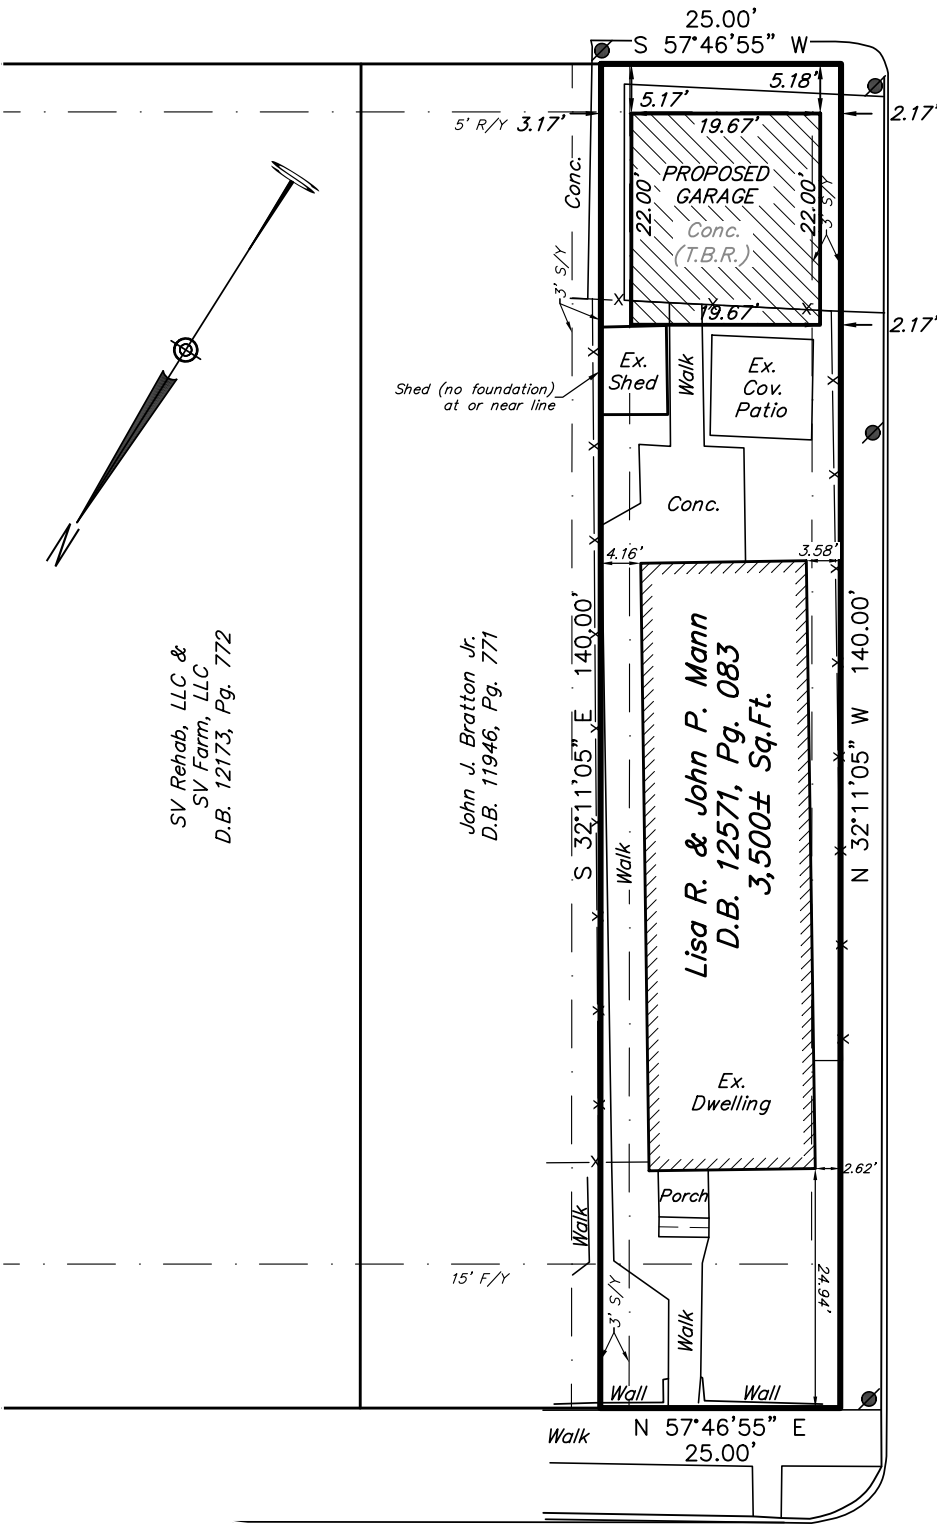 25.00'
S 57°46'55" W
5.18'
5.17'
2.17'
5' R/Y 3.17'
19.67'
Conc.
PROPOSED
GARAGE
22.00'
22.00'
3' S/Y
Conc.
(T.B.R.)
3' S/Y
19.67'
2.17'
Ex.
Shed
Walk
Ex.
Cov.
Patio
Shed (no foundation)
at or near line
Conc.
N
4.16'
3.58'
SV Rehab, LLC &
SV Farm, LLC
D.B. 12173, Pg. 772
John J. Bratton Jr.
D.B. 11946, Pg. 771
S 32°11'05" E 140.00'
Walk
Lisa R. & John P. Mann
D.B. 12571, Pg. 083
3,500± Sq.Ft.
N 32°11'05" W 140.00'
Ex.
Dwelling
2.62'
Porch
Walk
15' F/Y
24.94'
3' S/Y
Walk
Wall
Wall
Walk
N 57°46'55" E
25.00'